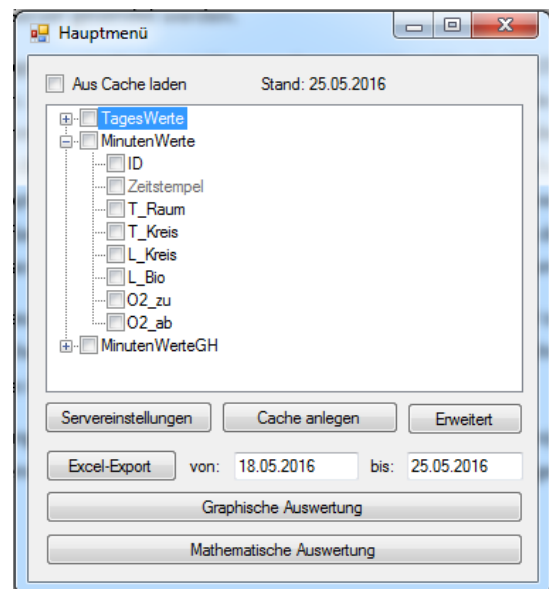 Hauptmenü
Aus Cache laden Stand: 25.05.2016
TagesWerte
MinutenWerte
ID
Zeitstempel
T_Raum
T_Kreis
L_Kreis
L_Bio
O2_zu
O2_ab
MinutenWerteGH
Servereinstellungen Cache anlegen Erweitert
Excel-Export von: 18.05.2016 bis: 25.05.2016
Graphische Auswertung
Mathematische Auswertung